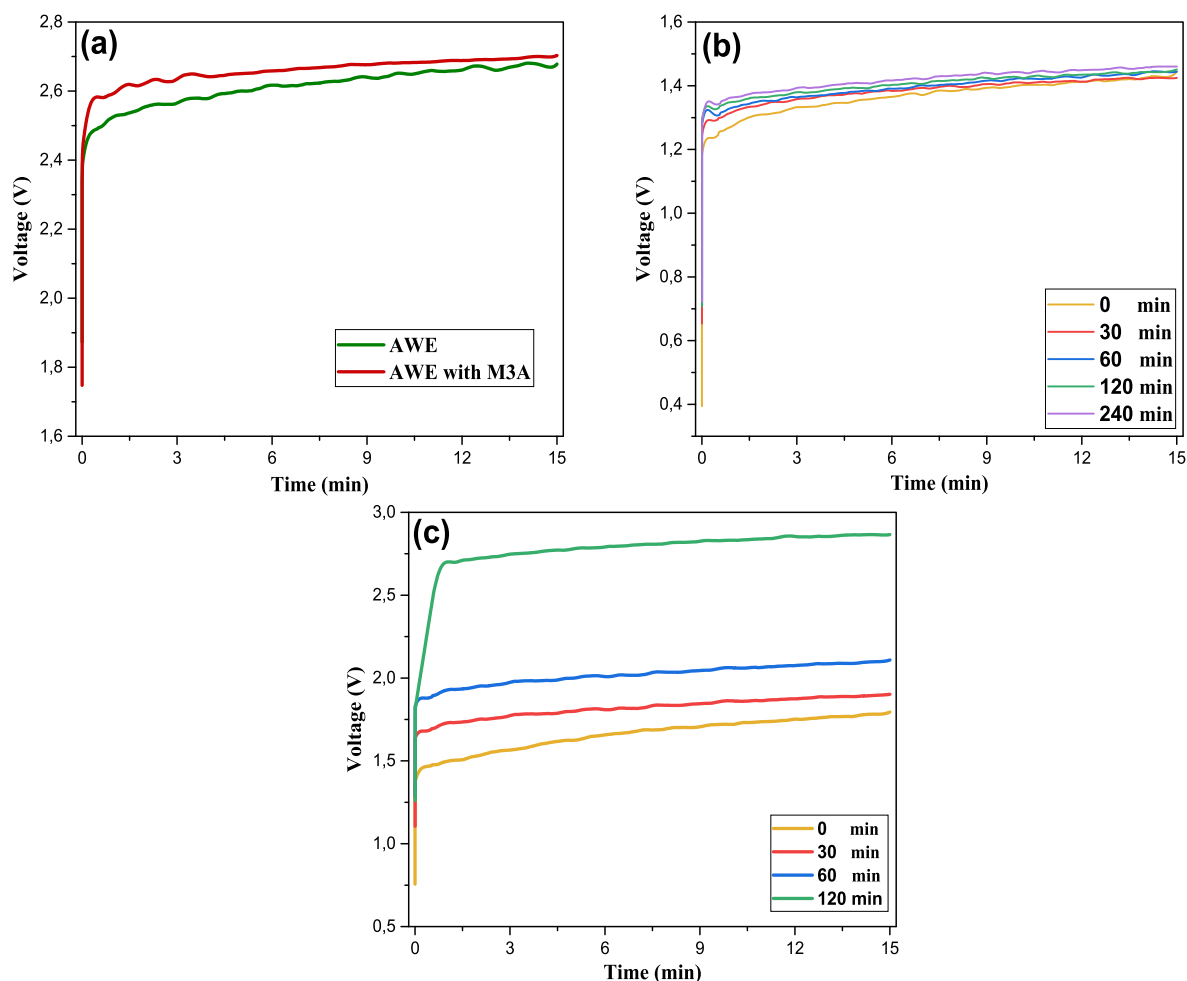 (a)
2,8
2,6
2,4
2,2
2,0
1,8
1,6
Voltage (V)
AWE
AWE with M3A
0 3 6 9 12 15
Time (min)
(b)
1,6
1,4
1,2
1,0
0,8
0,6
0,4
Voltage (V)
0 min
30 min
60 min
120 min
240 min
0 3 6 9 12 15
Time (min)
(c)
3,0
2,5
2,0
1,5
1,0
0,5
Voltage (V)
0 min
30 min
60 min
120 min
0 3 6 9 12 15
Time (min)